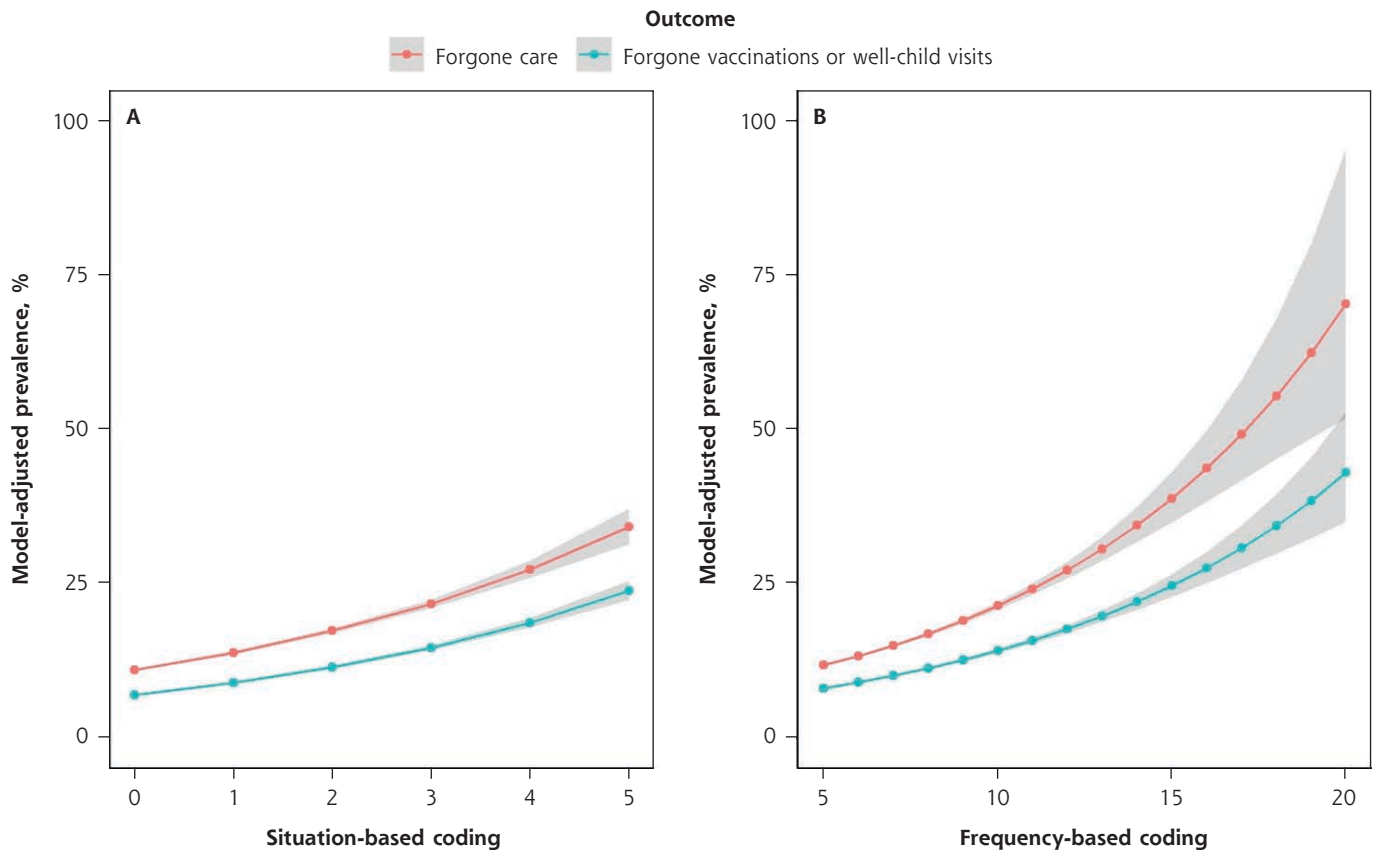 Outcome
Forgone care
Forgone vaccinations or well-child visits
A
100
75
50
25
0
Model-adjusted prevalence, %
0 1 2 3 4 5
Situation-based coding
B
100
75
50
25
0
Model-adjusted prevalence, %
5 10 15 20
Frequency-based coding